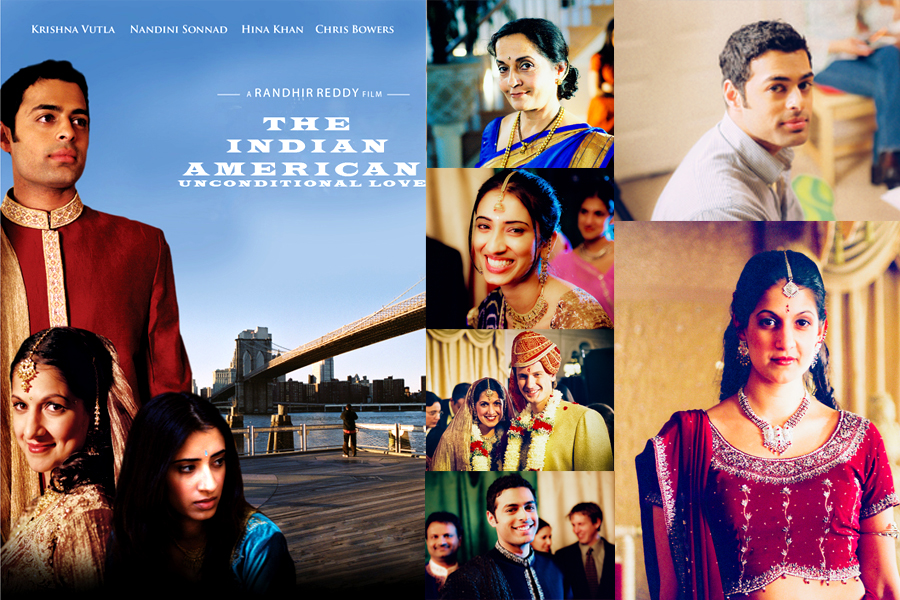 KRISHNA VUTLA NANDINI SONNAD HINA KHAN CHRIS BOWERS
A RANDHIR REDDY FILM
THE
INDIAN
AMERICAN
UNCONDITIONAL LOVE